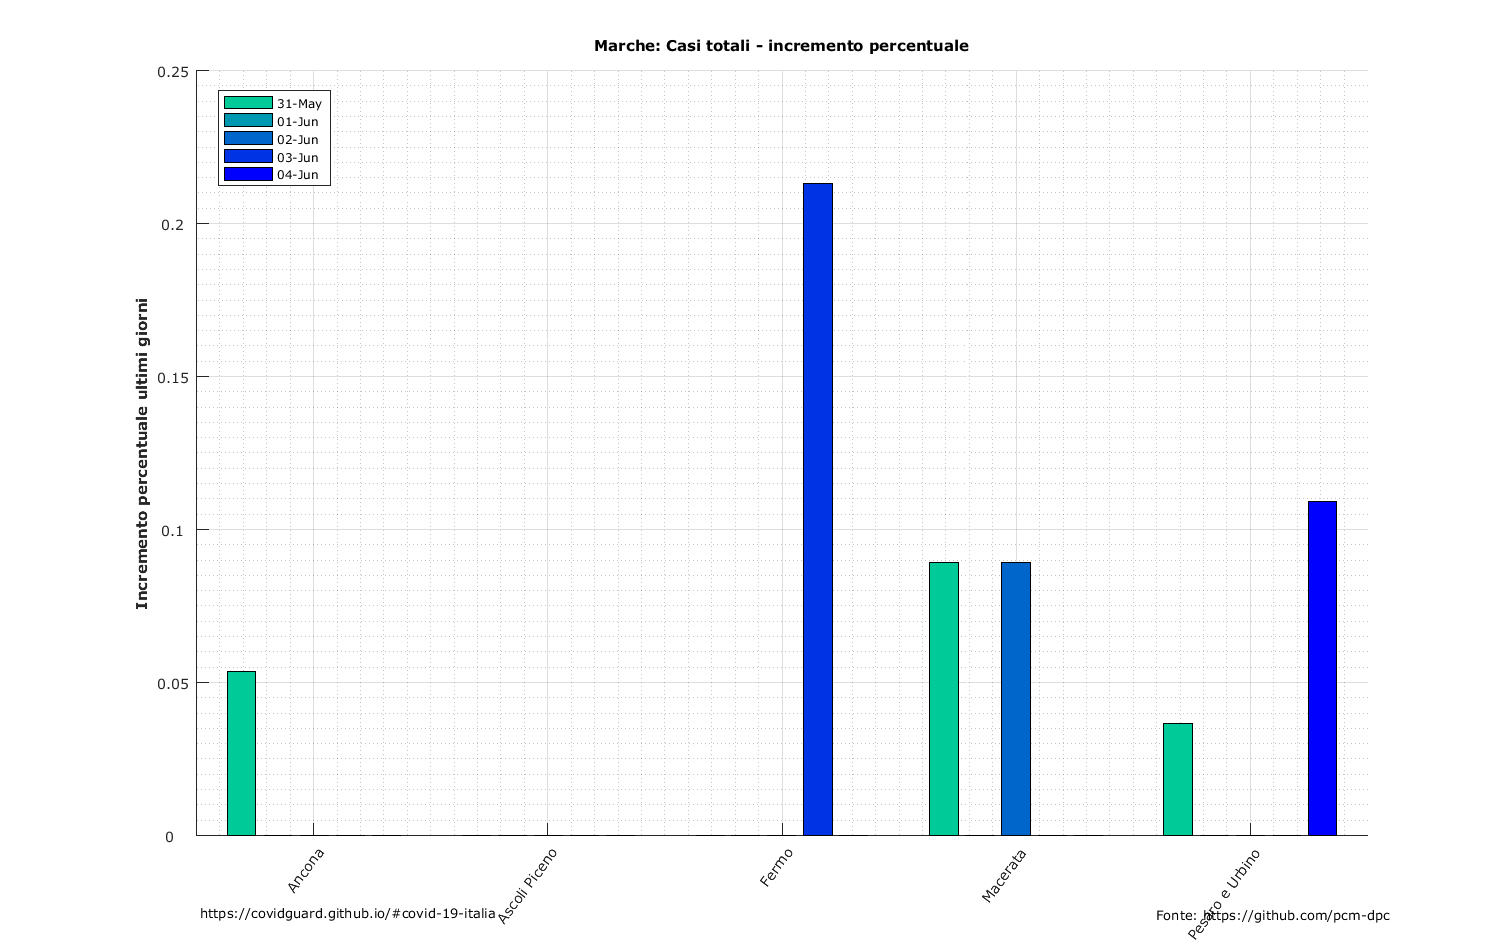 Marche: Casi totali - incremento percentuale
Incremento percentuale ultimi giorni
0.25
0.2
0.15
0.1
0.05
0
31-May
01-Jun
02-Jun
03-Jun
04-Jun
Ancona
Ascoli Piceno
Fermo
Macerata
Pesaro e Urbino
https://covidguard.github.io/#covid-19-italia
Fonte: https://github.com/pcm-dpc